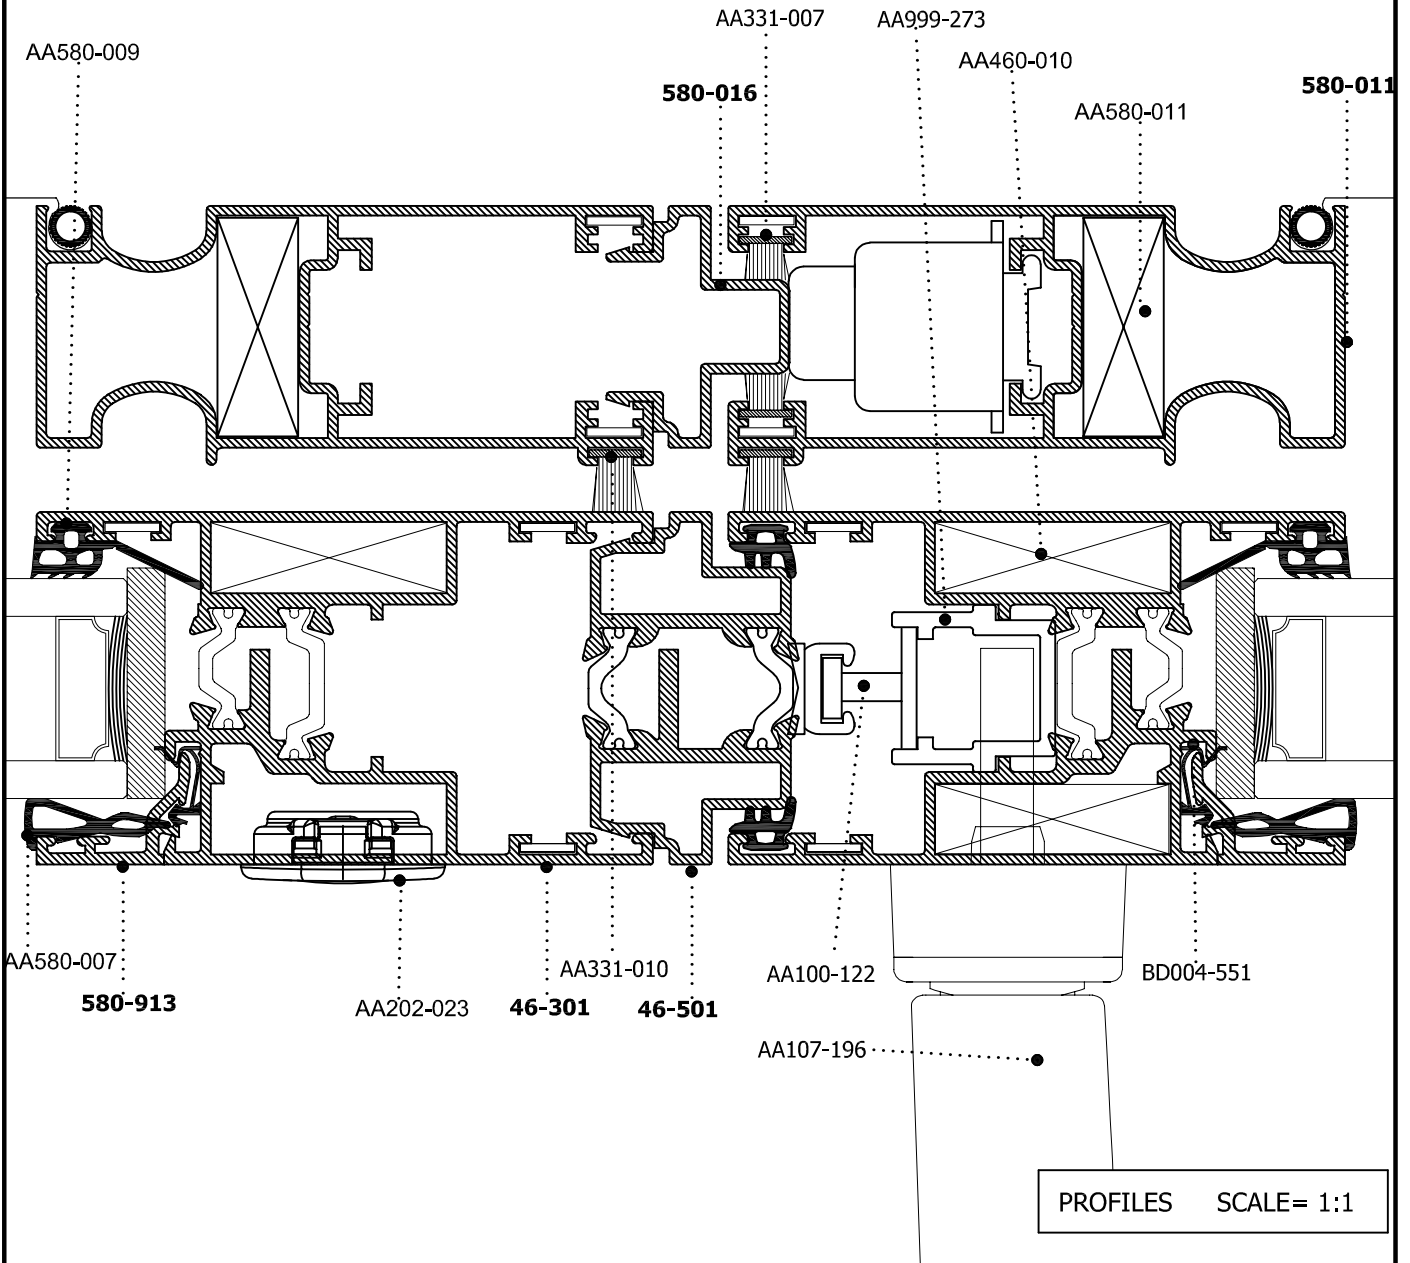 AA331-007
AA999-273
AA580-009
AA460-010
580-016
580-011
AA580-011
AA580-007
AA331-010
AA100-122
BD004-551
580-913
AA202-023
46-301
46-501
AA107-196
PROFILES SCALE= 1:1